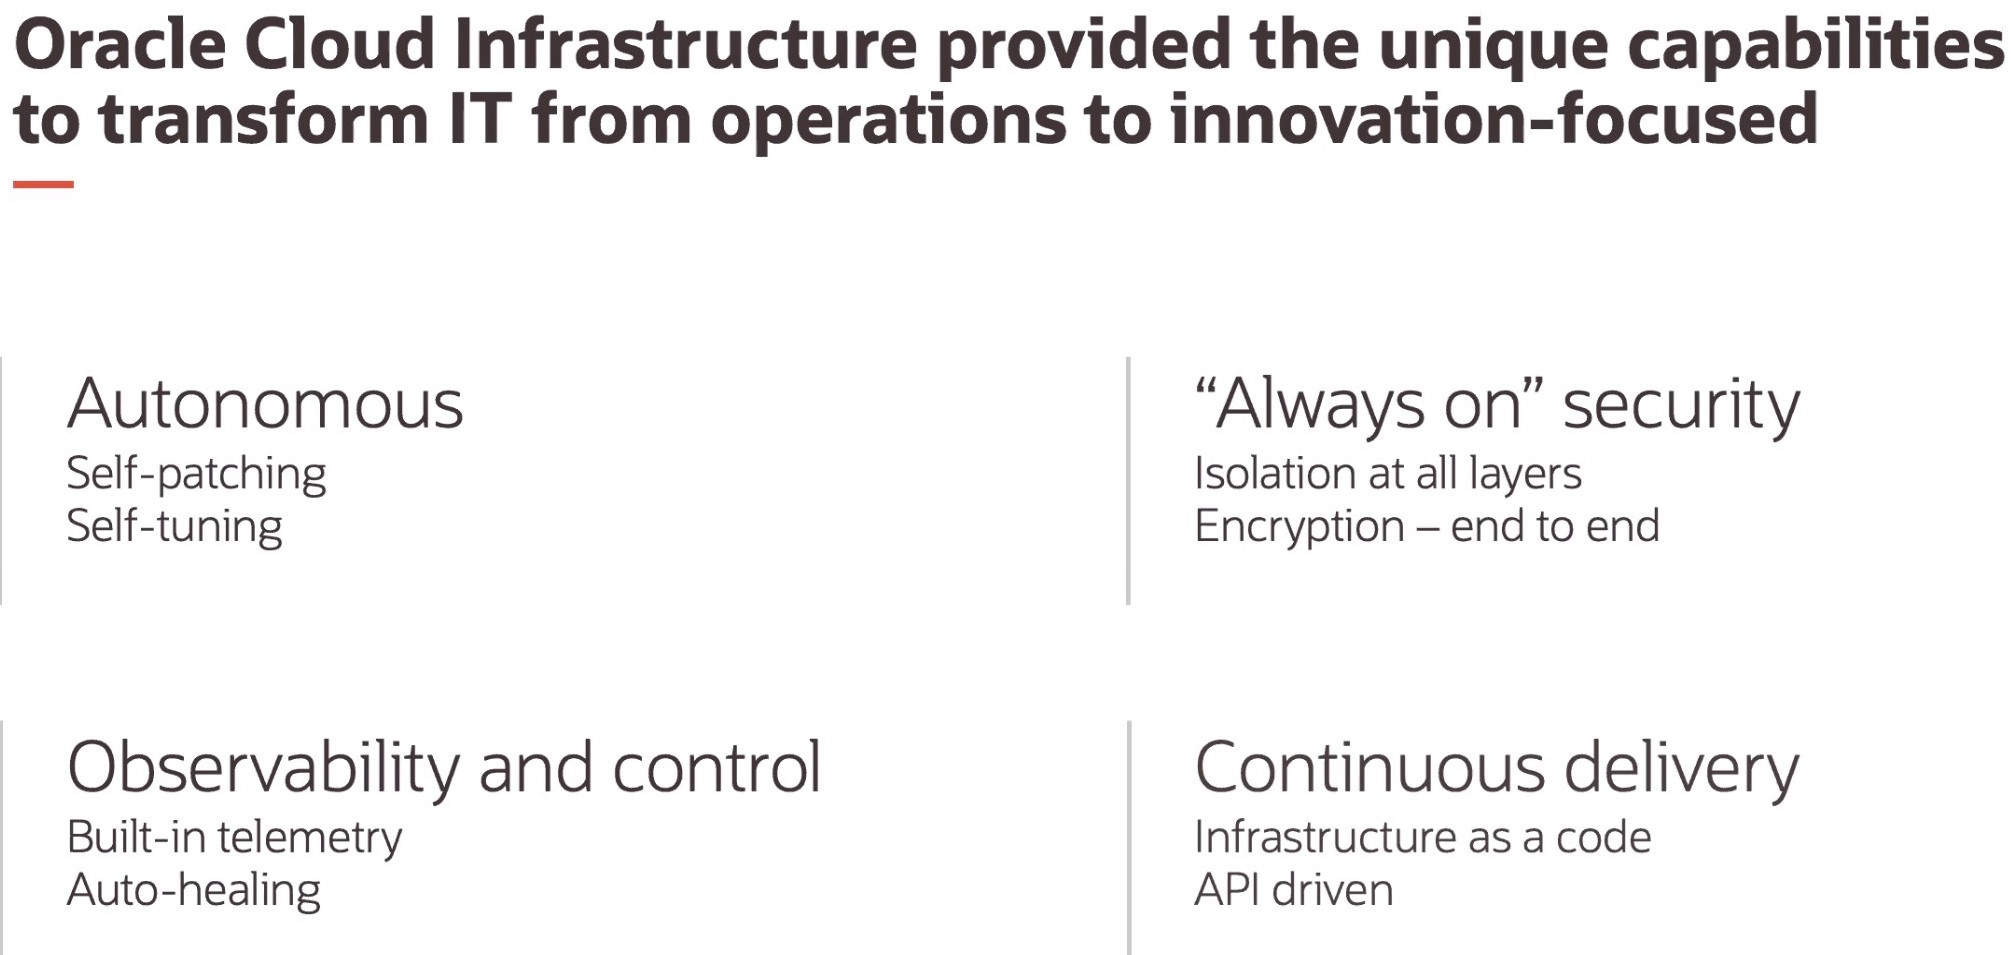 Oracle Cloud Infrastructure provided the unique capabilities
to transform IT from operations to innovation-focused
Autonomous
Self-patching
Self-tuning
“Always on” security
Isolation at all layers
Encryption – end to end
Observability and control
Built-in telemetry
Auto-healing
Continuous delivery
Infrastructure as a code
API driven